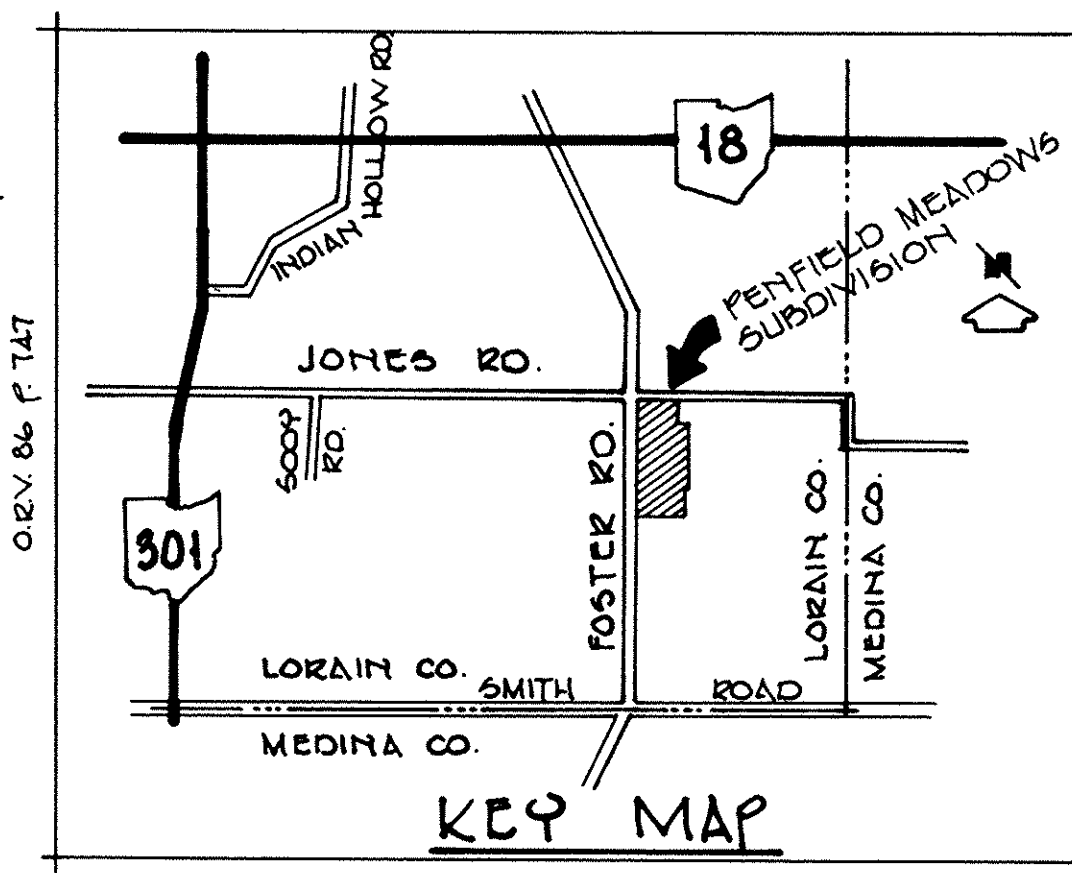 18
INDIAN HOLLOW RD.
PENFIELD MEADOWS
SUBDIVISION
N
JONES RD.
O.R.V. 86 P. 747
RD.
FOSTER RD.
LORAIN CO.
MEDINA CO.
301
LORAIN CO.
SMITH ROAD
MEDINA CO.
KEY MAP